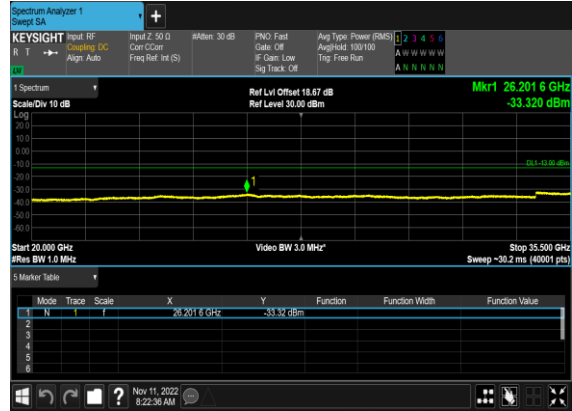 Spectrum Analyzer 1
Swept SA
+
KEYSIGHT Input: RF Input Z: 50 Ω #Atten: 30 dB PNO: Fast Avg Type: Power (RMS) 1 2 3 4 5 6
R T Coupling: DC Corr CCorr Gate: Off Avg|Hold: 100/100 A W W W W W
Align: Auto Freq Ref: Int (S) IF Gain: Low Trig: Free Run
Sig Track: Off A N N N N N
LW
1 Spectrum Ref Lvl Offset 18.67 dB Mkr1 26.201 6 GHz
Scale/Div 10 dB Ref Level 30.00 dBm -33.320 dBm
Log
20.0
10.0
0.00
-10.0 DL1 -13.00 dBm
-20.0
-30.0 1
-40.0
-50.0
-60.0
Start 20.000 GHz Video BW 3.0 MHz* Stop 35.500 GHz
#Res BW 1.0 MHz Sweep ~30.2 ms (40001 pts)
5 Marker Table
Mode Trace Scale X Y Function Function Width Function Value
1 N 1 f 26.201 6 GHz -33.32 dBm
2
3
4
5
6
? Nov 11, 2022
8:22:36 AM